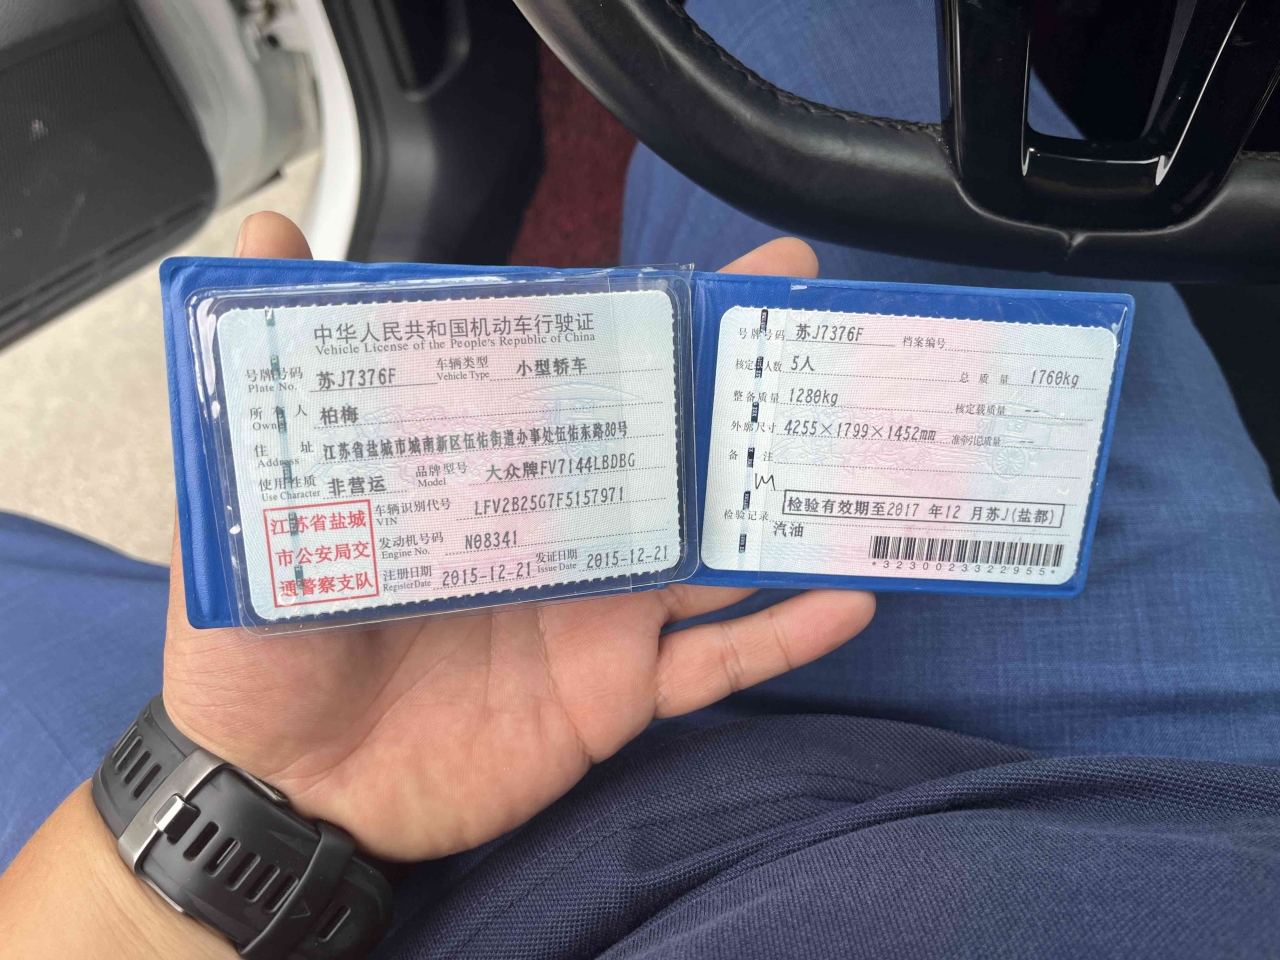 中华人民共和国机动车行驶证
Vehicle License of the People's Republic of China
号牌号码 苏J7376F 车辆类型 小型轿车
Plate No. Vehicle Type
所有人 柏梅
Owner
住址 江苏省盐城市城南新区伍佑街道办事处伍佑东路80号
Address
使用性质 非营运 品牌型号 大众牌FV7144LBDBG
Use Character Model
江苏省盐城
市公安局交
通警察支队
车辆识别代号 LFV2B25G7F5157971
VIN
发动机号码 N08341
Engine No.
注册日期 2015-12-21 发证日期 2015-12-21
Register Date Issue Date
号牌号码 苏J7376F 档案编号
核定人数 5人 总质量 1760kg
整备质量 1280kg 核定载质量 --
外廓尺寸 4255×1799×1452mm 准牵引总质量 --
备注
检验有效期至2017 年12 月苏J(盐都)
检验记录
汽油
*3230023322955*